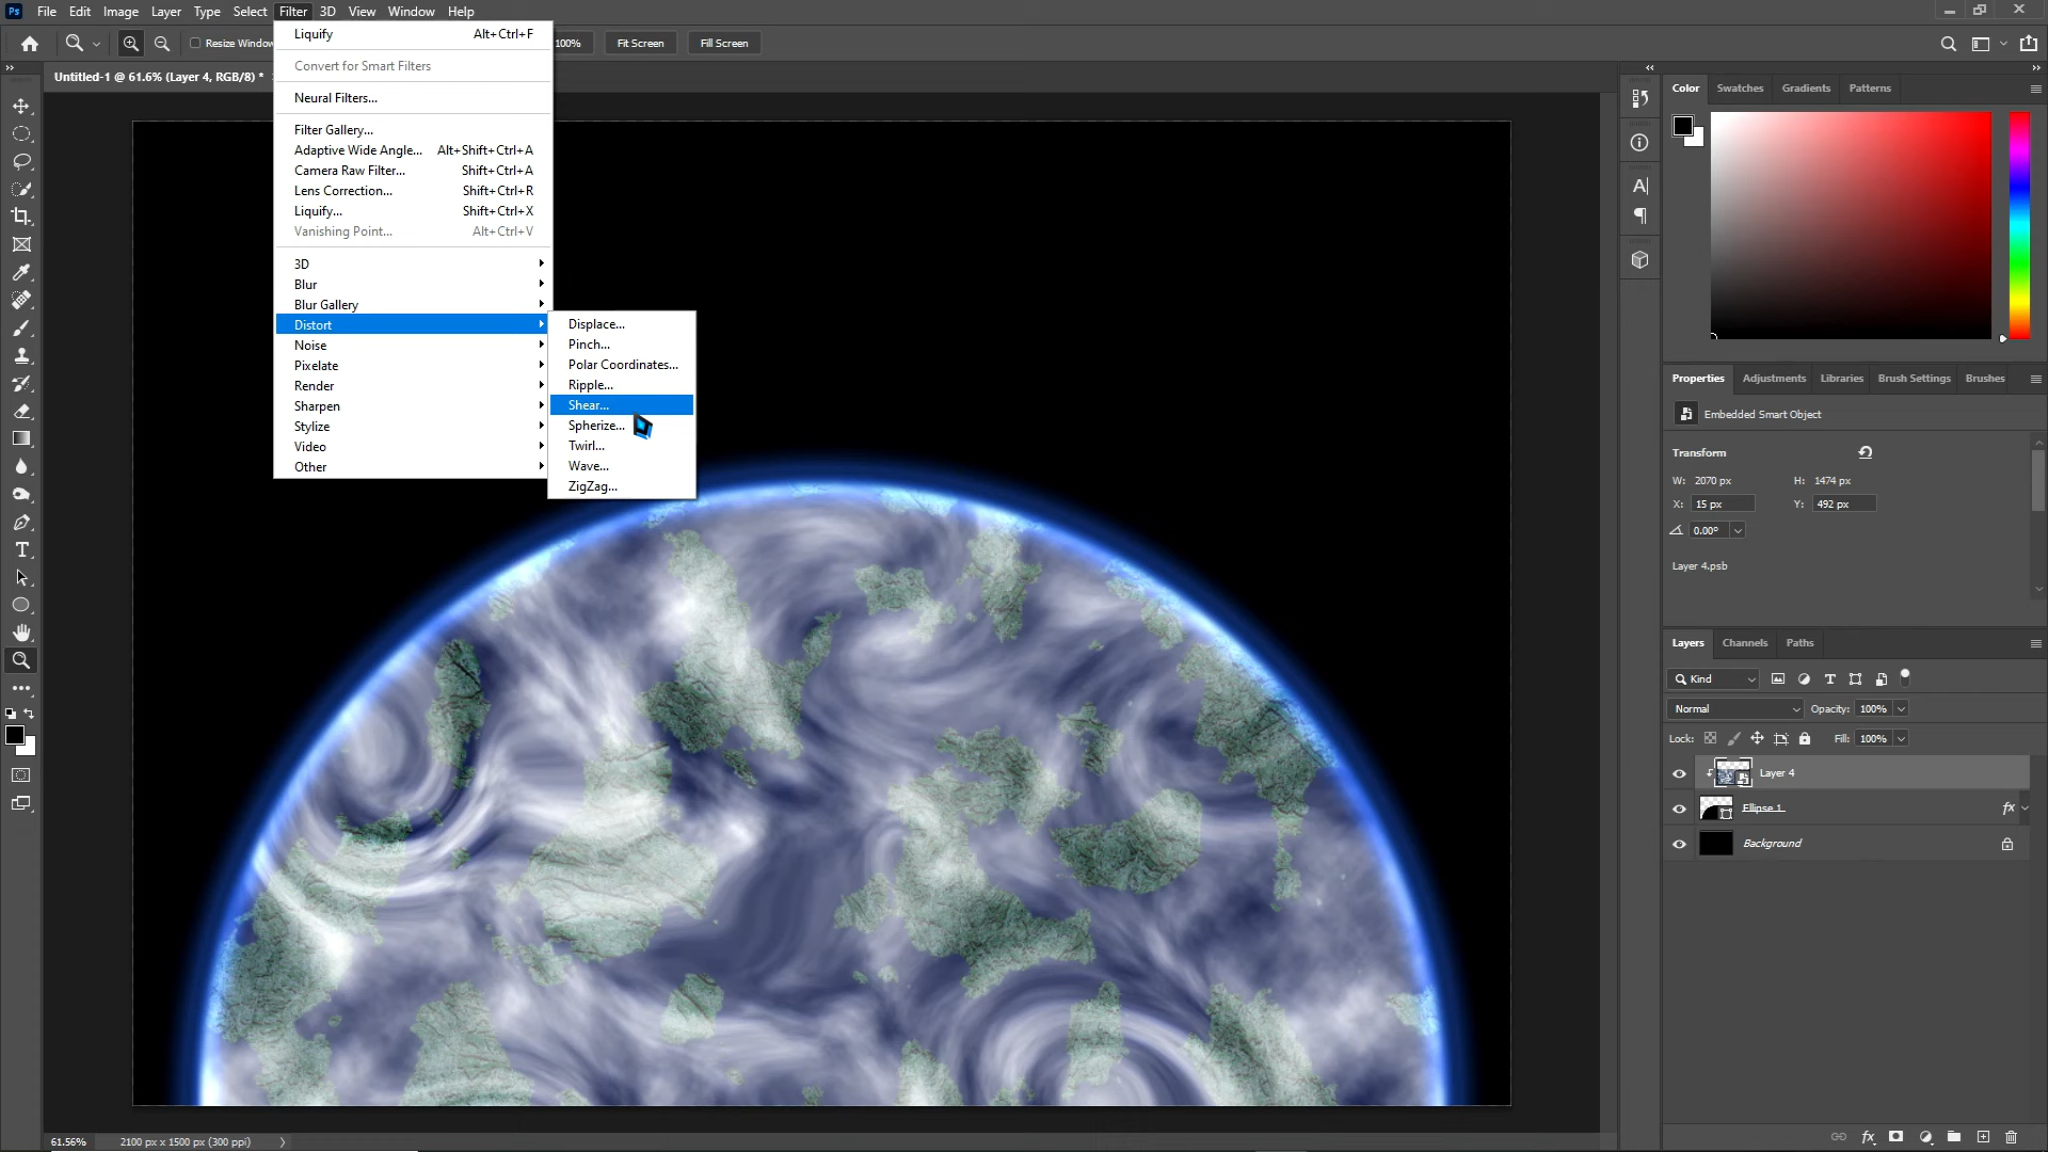 Ps File Edit Image Layer Type Select Filter 3D View Window Help
Resize Window 100% Fit Screen Fill Screen
Untitled-1 @ 61.6% (Layer 4, RGB/8) *
Liquify Alt+Ctrl+F
Convert for Smart Filters
Neural Filters...
Filter Gallery...
Adaptive Wide Angle... Alt+Shift+Ctrl+A
Camera Raw Filter... Shift+Ctrl+A
Lens Correction... Shift+Ctrl+R
Liquify... Shift+Ctrl+X
Vanishing Point... Alt+Ctrl+V
3D
Blur
Blur Gallery
Distort
Noise
Pixelate
Render
Sharpen
Stylize
Video
Other
Displace...
Pinch...
Polar Coordinates...
Ripple...
Shear...
Spherize...
Twirl...
Wave...
ZigZag...
Color Swatches Gradients Patterns
Properties Adjustments Libraries Brush Settings Brushes
Embedded Smart Object
Transform
W: 2070 px H: 1474 px
X: 15 px Y: 492 px
0.00°
Layer 4.psb
Layers Channels Paths
Kind
Normal Opacity: 100%
Lock: Fill: 100%
Layer 4
Ellipse 1 fx
Background
61.56% 2100 px x 1500 px (300 ppi)
fx